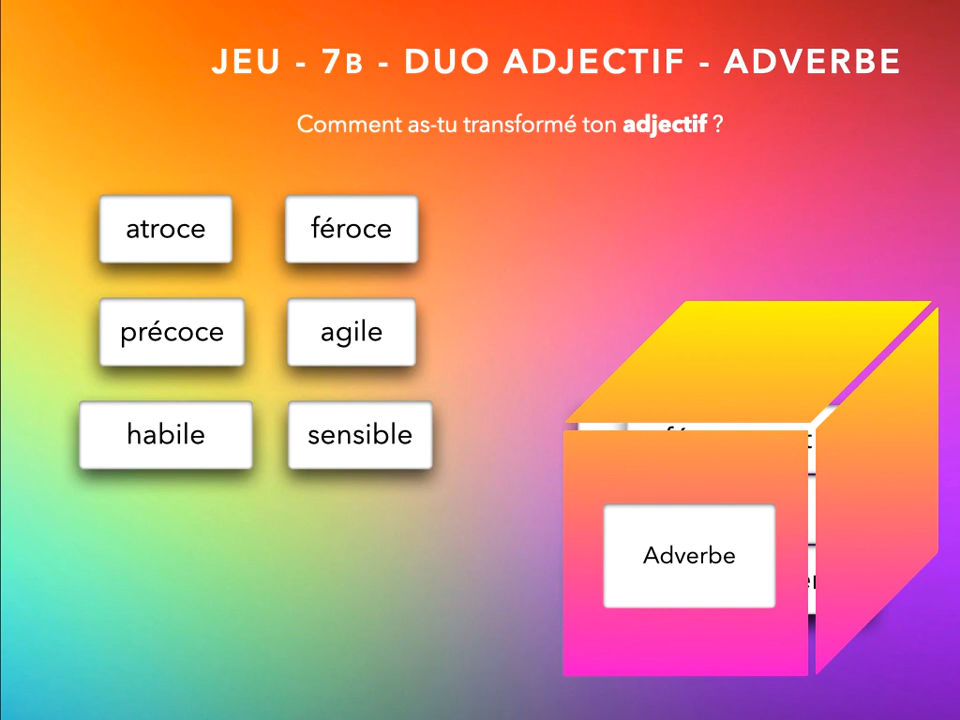 JEU - 7B - DUO ADJECTIF - ADVERBE
Comment as-tu transformé ton adjectif ?
atroce
féroce
précoce
agile
habile
sensible
Adverbe